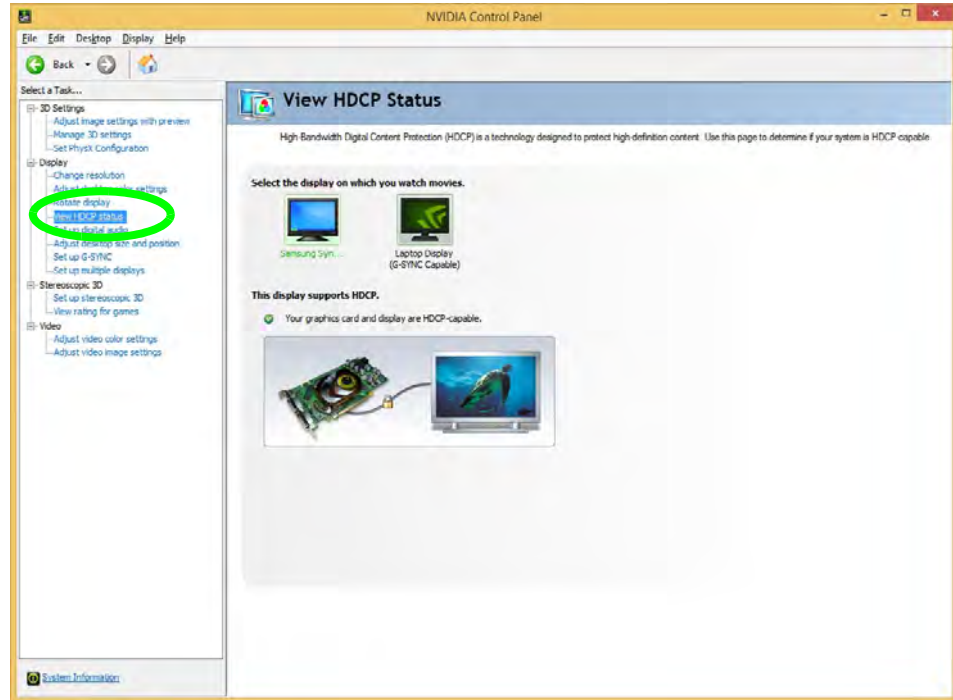 NVIDIA Control Panel
File Edit Desktop Display Help
Back
Select a Task...
3D Settings
Adjust image settings with preview
Manage 3D settings
Set PhysX Configuration
Display
Change resolution
Adjust desktop color settings
Rotate display
View HDCP status
Set up digital audio
Adjust desktop size and position
Set up G-SYNC
Set up multiple displays
Stereoscopic 3D
Set up stereoscopic 3D
View rating for games
Video
Adjust video color settings
Adjust video image settings
System Information
View HDCP Status
High Bandwidth Digital Content Protection (HDCP) is a technology designed to protect high-definition content. Use this page to determine if your system is HDCP capable
Select the display on which you watch movies.
Samsung Syn...
Laptop Display
(G-SYNC Capable)
This display supports HDCP.
Your graphics card and display are HDCP-capable.